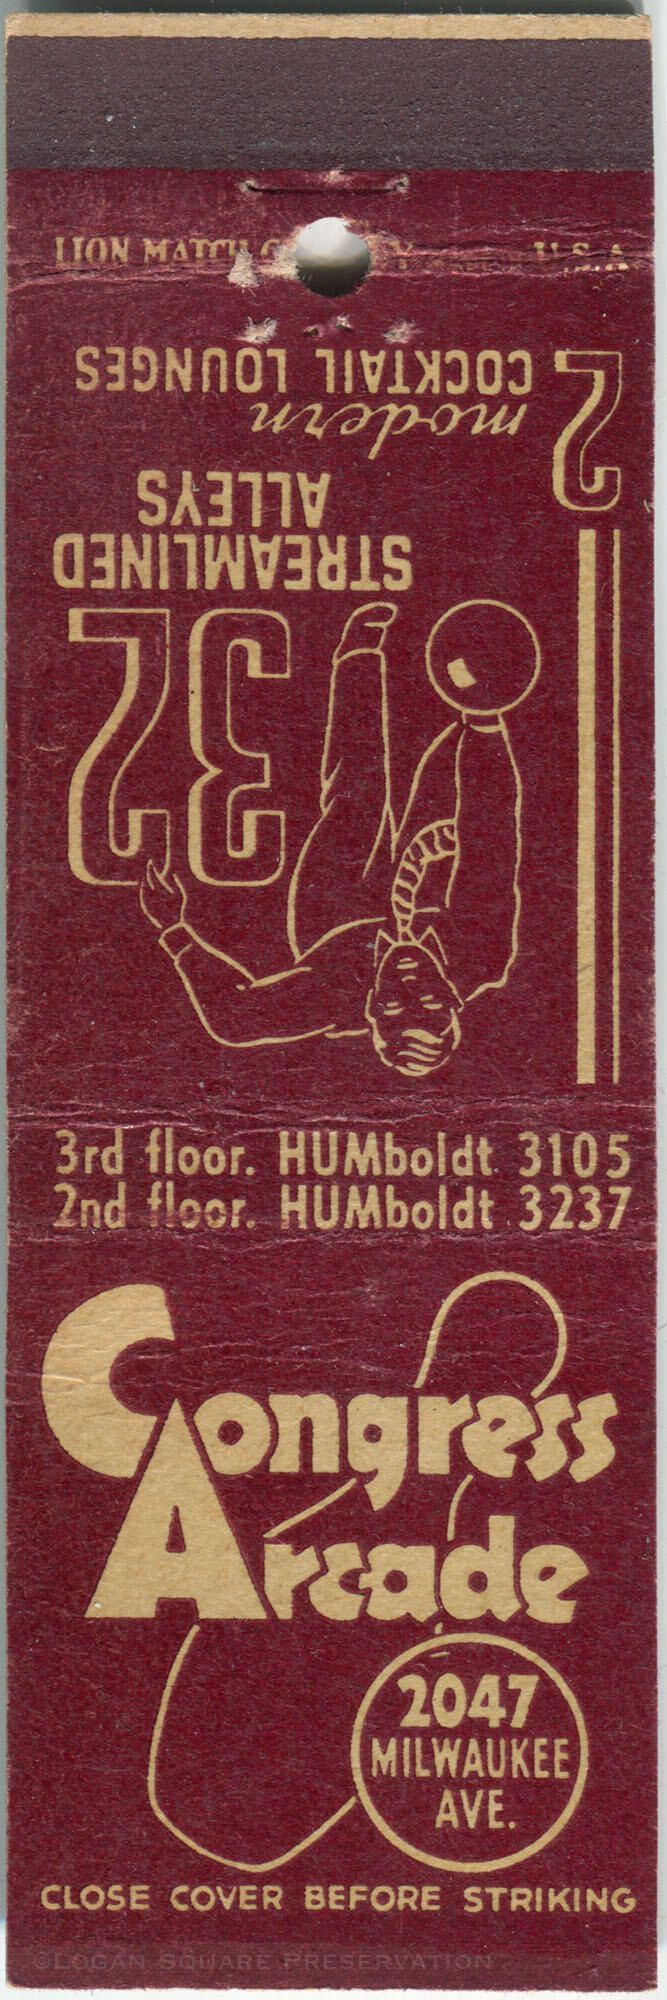 LION MATCH
U.S.A.
2 modern
COCKTAIL LOUNGES
32 STREAMLINED
ALLEYS
3rd floor. HUMboldt 3105
2nd floor. HUMboldt 3237
Congress
Arcade
2047
MILWAUKEE
AVE.
CLOSE COVER BEFORE STRIKING
©LOGAN SQUARE PRESERVATION